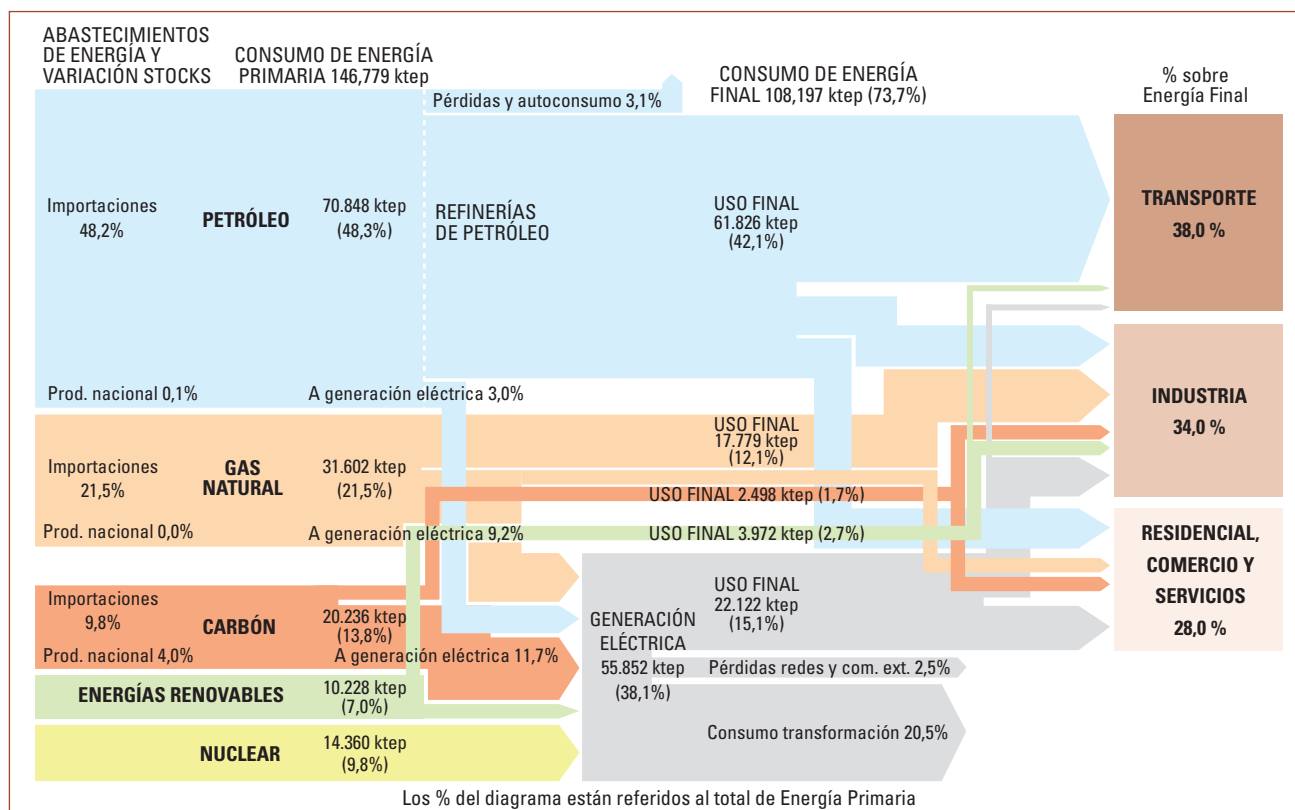 ABASTECIMIENTOS
DE ENERGÍA Y
VARIACIÓN STOCKS
CONSUMO DE ENERGÍA
PRIMARIA 146,779 ktep
CONSUMO DE ENERGÍA
FINAL 108,197 ktep (73,7%)
% sobre
Energía Final
Pérdidas y autoconsumo 3,1%
Importaciones
48,2%
PETRÓLEO
70.848 ktep
(48,3%)
REFINERÍAS
DE PETRÓLEO
USO FINAL
61.826 ktep
(42,1%)
TRANSPORTE
38,0 %
Prod. nacional 0,1%
A generación eléctrica 3,0%
INDUSTRIA
34,0 %
Importaciones
21,5%
GAS
NATURAL
31.602 ktep
(21,5%)
USO FINAL
17.779 ktep
(12,1%)
USO FINAL 2.498 ktep (1,7%)
Prod. nacional 0,0%
A generación eléctrica 9,2%
USO FINAL 3.972 ktep (2,7%)
RESIDENCIAL,
COMERCIO Y
SERVICIOS
28,0 %
Importaciones
9,8%
CARBÓN
20.236 ktep
(13,8%)
Prod. nacional 4,0%
A generación eléctrica 11,7%
GENERACIÓN
ELÉCTRICA
55.852 ktep
(38,1%)
USO FINAL
22.122 ktep
(15,1%)
Pérdidas redes y com. ext. 2,5%
ENERGÍAS RENOVABLES
10.228 ktep
(7,0%)
NUCLEAR
14.360 ktep
(9,8%)
Consumo transformación 20,5%
Los % del diagrama están referidos al total de Energía Primaria